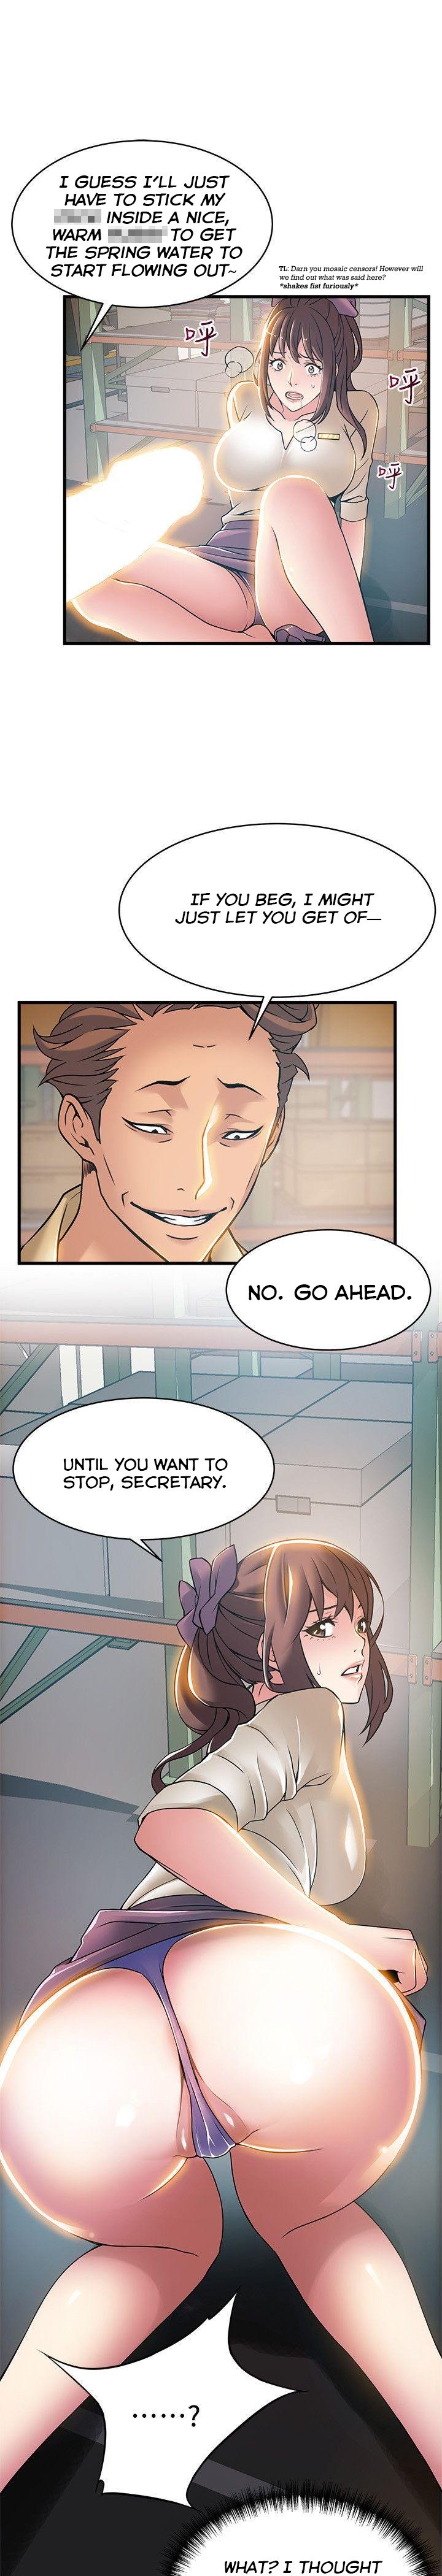 I GUESS I'LL JUST
HAVE TO STICK MY
INSIDE A NICE,
WARM TO GET
THE SPRING WATER TO
START FLOWING OUT~
TL: Darn you mosaic censors! However will
we find out what was said here?
*shakes fist furiously*
呼
呼
呼
IF YOU BEG, I MIGHT
JUST LET YOU GET OF—
NO. GO AHEAD.
UNTIL YOU WANT TO
STOP, SECRETARY.
......?
WHAT? I THOUGHT